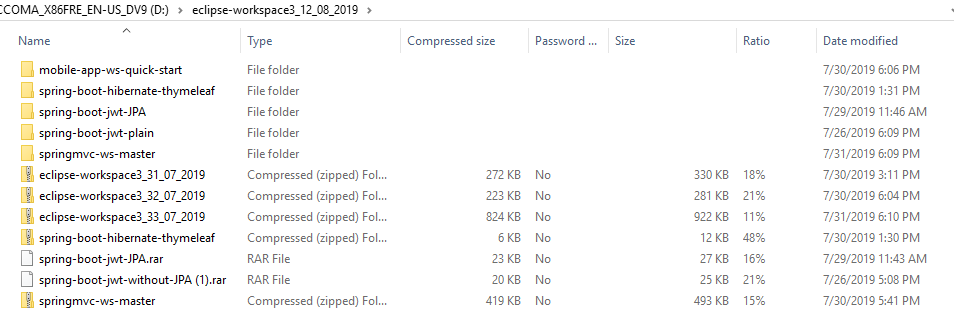 CCOMA_X86FRE_EN-US_DV9 (D:) > eclipse-workspace3_12_08_2019 >
Name Type Compressed size Password ... Size Ratio Date modified
mobile-app-ws-quick-start File folder 7/30/2019 6:06 PM
spring-boot-hibernate-thymeleaf File folder 7/30/2019 1:31 PM
spring-boot-jwt-JPA File folder 7/29/2019 11:46 AM
spring-boot-jwt-plain File folder 7/26/2019 6:09 PM
springmvc-ws-master File folder 7/31/2019 6:09 PM
eclipse-workspace3_31_07_2019 Compressed (zipped) Fol... 272 KB No 330 KB 18% 7/30/2019 3:11 PM
eclipse-workspace3_32_07_2019 Compressed (zipped) Fol... 223 KB No 281 KB 21% 7/30/2019 6:04 PM
eclipse-workspace3_33_07_2019 Compressed (zipped) Fol... 824 KB No 922 KB 11% 7/31/2019 6:10 PM
spring-boot-hibernate-thymeleaf Compressed (zipped) Fol... 6 KB No 12 KB 48% 7/30/2019 1:30 PM
spring-boot-jwt-JPA.rar RAR File 23 KB No 27 KB 16% 7/29/2019 11:43 AM
spring-boot-jwt-without-JPA (1).rar RAR File 20 KB No 25 KB 21% 7/26/2019 5:08 PM
springmvc-ws-master Compressed (zipped) Fol... 419 KB No 493 KB 15% 7/30/2019 5:41 PM